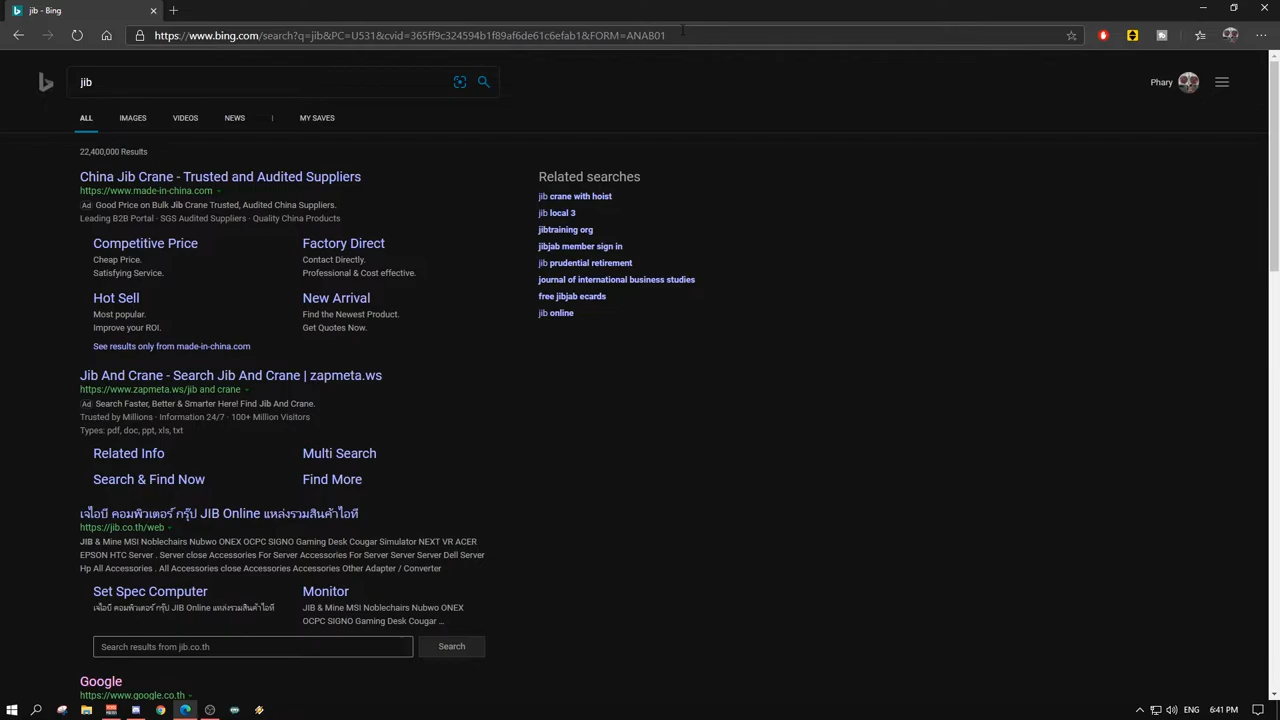 jib - Bing
https://www.bing.com/search?q=jib&PC=U531&cvid=365ff9c324594b1f89af6de61c6efab1&FORM=ANAB01
jib
Phary
ALL IMAGES VIDEOS NEWS | MY SAVES
22,400,000 Results
China Jib Crane - Trusted and Audited Suppliers
https://www.made-in-china.com
Ad Good Price on Bulk Jib Crane Trusted, Audited China Suppliers.
Leading B2B Portal · SGS Audited Suppliers · Quality China Products
Competitive Price
Cheap Price.
Satisfying Service.
Factory Direct
Contact Directly.
Professional & Cost effective.
Hot Sell
Most popular.
Improve your ROI.
New Arrival
Find the Newest Product.
Get Quotes Now.
See results only from made-in-china.com
Jib And Crane - Search Jib And Crane | zapmeta.ws
https://www.zapmeta.ws/jib and crane
Ad Search Faster, Better & Smarter Here! Find Jib And Crane.
Trusted by Millions · Information 24/7 · 100+ Million Visitors
Types: pdf, doc, ppt, xls, txt
Related Info
Multi Search
Search & Find Now
Find More
เจไอบี คอมพิวเตอร์ กรุ๊ป JIB Online แหล่งรวมสินค้าไอที
https://jib.co.th/web
JIB & Mine MSI Noblechairs Nubwo ONEX OCPC SIGNO Gaming Desk Cougar Simulator NEXT VR ACER
EPSON HTC Server . Server close Accessories For Server Accessories For Server Server Dell Server
Hp All Accessories . All Accessories close Accessories Accessories Other Adapter / Converter
Set Spec Computer
เจไอบี คอมพิวเตอร์ กรุ๊ป JIB Online แหล่งรวมสินค้าไอที
Monitor
JIB & Mine MSI Noblechairs Nubwo ONEX
OCPC SIGNO Gaming Desk Cougar ...
Search results from jib.co.th
Search
Google
https://www.google.co.th
Related searches
jib crane with hoist
jib local 3
jibtraining org
jibjab member sign in
jib prudential retirement
journal of international business studies
free jibjab ecards
jib online
ENG 6:41 PM